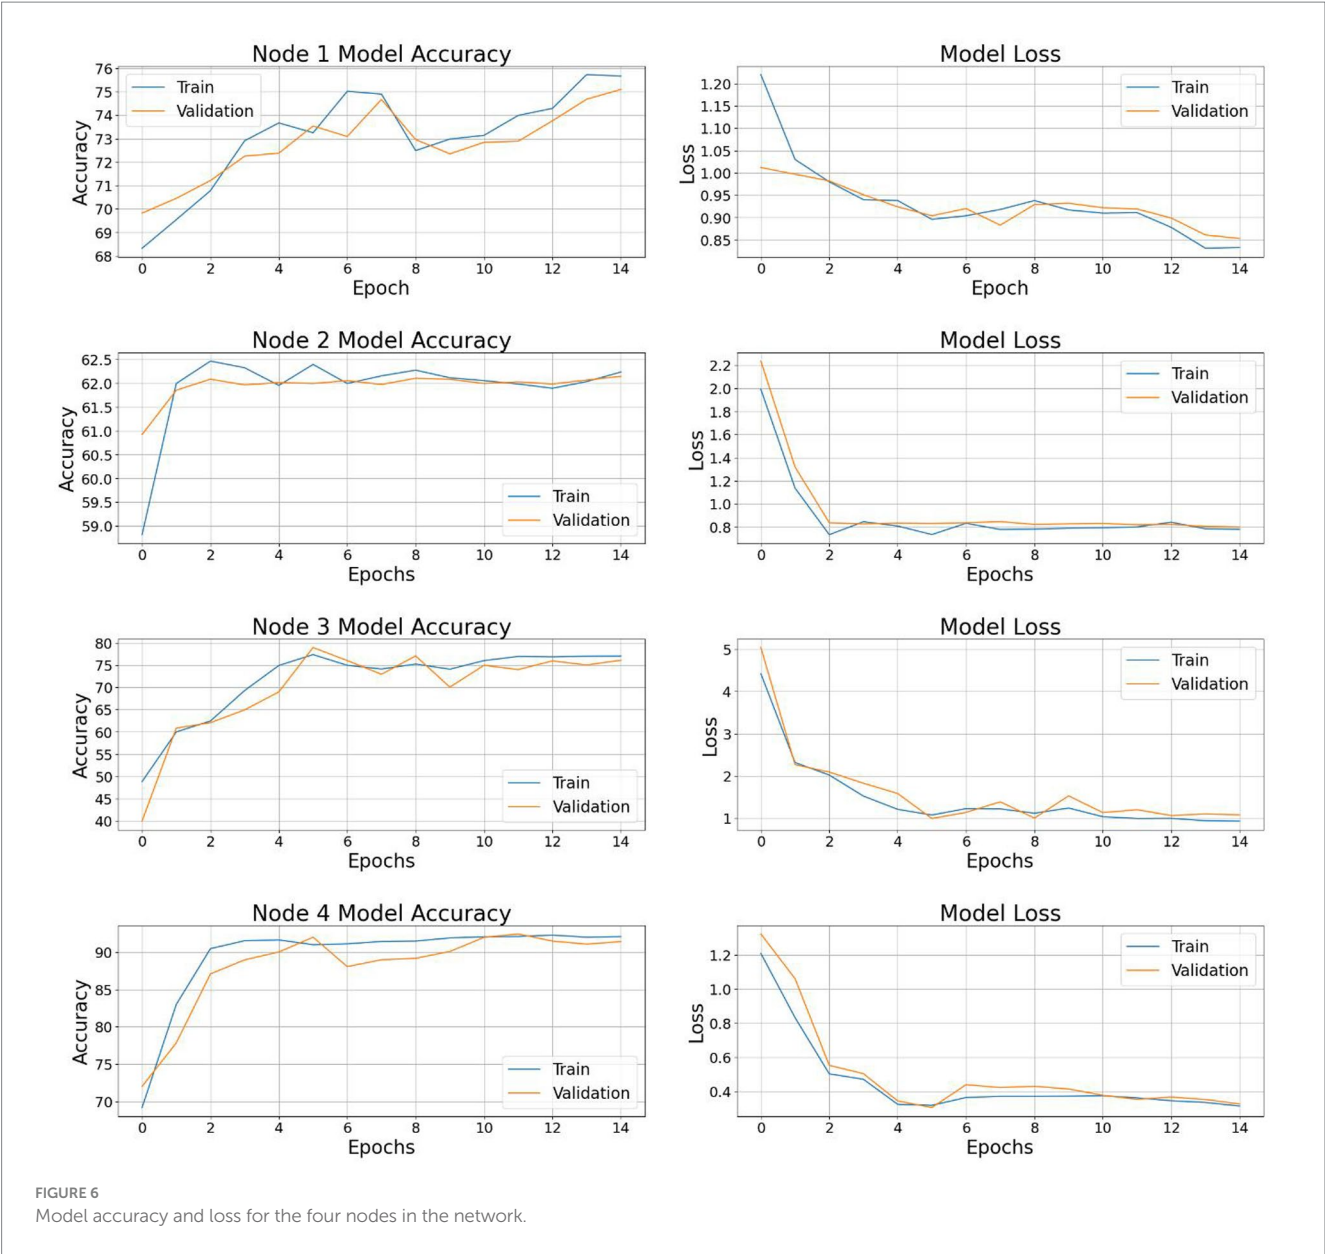 Node 1 Model Accuracy
76
75
74
73
72
71
70
69
68
Accuracy
Train
Validation
0 2 4 6 8 10 12 14
Epoch
Model Loss
1.20
1.15
1.10
1.05
1.00
0.95
0.90
0.85
Loss
Train
Validation
0 2 4 6 8 10 12 14
Epoch
Node 2 Model Accuracy
62.5
62.0
61.5
61.0
60.5
60.0
59.5
59.0
Accuracy
Train
Validation
0 2 4 6 8 10 12 14
Epochs
Model Loss
2.2
2.0
1.8
1.6
1.4
1.2
1.0
0.8
Loss
Train
Validation
0 2 4 6 8 10 12 14
Epochs
Node 3 Model Accuracy
80
75
70
65
60
55
50
45
40
Accuracy
Train
Validation
0 2 4 6 8 10 12 14
Epochs
Model Loss
5
4
3
2
1
Loss
Train
Validation
0 2 4 6 8 10 12 14
Epochs
Node 4 Model Accuracy
90
85
80
75
70
Accuracy
Train
Validation
0 2 4 6 8 10 12 14
Epochs
Model Loss
1.2
1.0
0.8
0.6
0.4
Loss
Train
Validation
0 2 4 6 8 10 12 14
Epochs
FIGURE 6
Model accuracy and loss for the four nodes in the network.